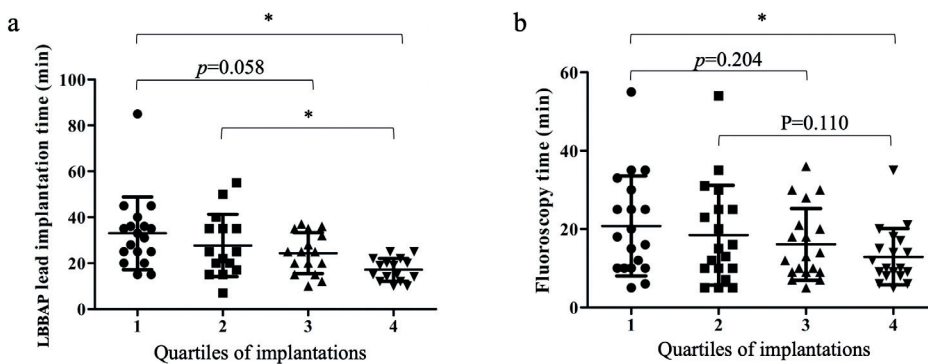 a
*
p=0.058
*
LBBAP lead implantation time (min)
100
80
60
40
20
0
1 2 3 4
Quartiles of implantations
b
*
p=0.204
P=0.110
Fluoroscopy time (min)
60
40
20
0
1 2 3 4
Quartiles of implantations